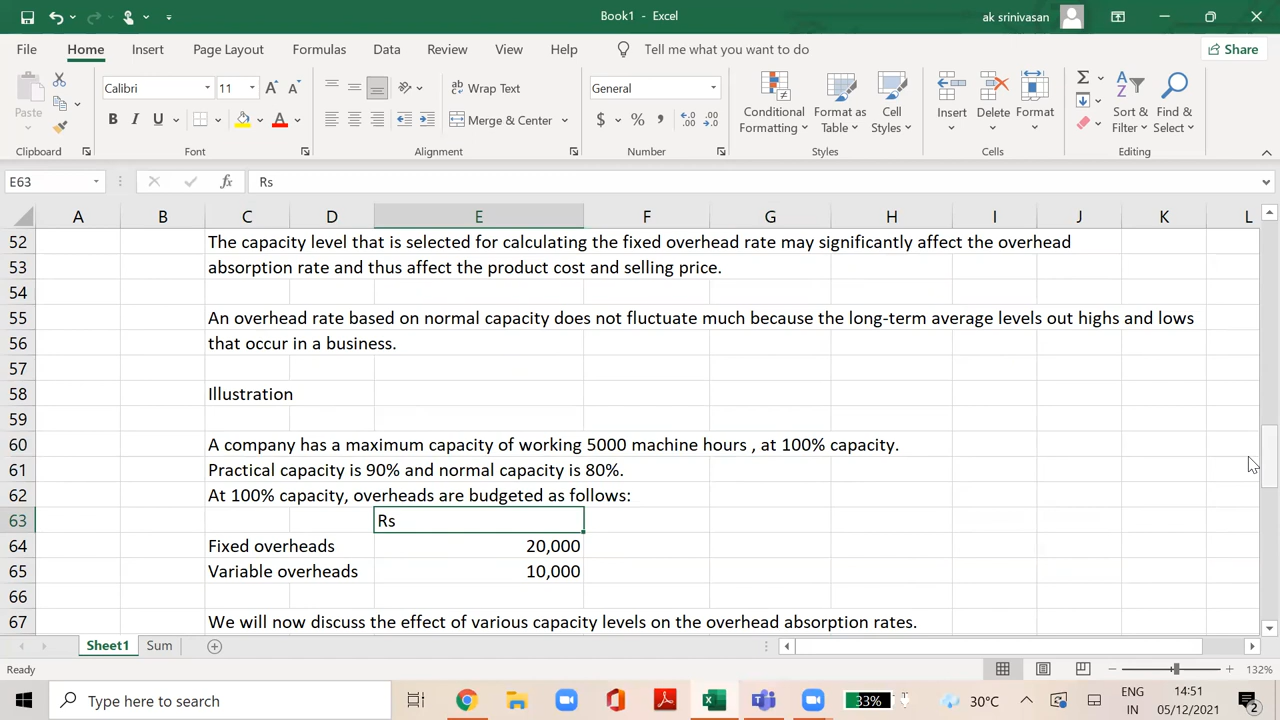 Book1 - Excel
ak srinivasan
File Home Insert Page Layout Formulas Data Review View Help Tell me what you want to do Share
Paste
Calibri 11
B I U
Wrap Text
Merge & Center
General
$ % ,
Conditional Formatting
Format as Table
Cell Styles
Insert Delete Format
Sort & Filter
Find & Select
Clipboard Font Alignment Number Styles Cells Editing
E63 fx Rs
A B C D E F G H I J K L
52 The capacity level that is selected for calculating the fixed overhead rate may significantly affect the overhead
53 absorption rate and thus affect the product cost and selling price.
54
55 An overhead rate based on normal capacity does not fluctuate much because the long-term average levels out highs and lows
56 that occur in a business.
57
58 Illustration
59
60 A company has a maximum capacity of working 5000 machine hours , at 100% capacity.
61 Practical capacity is 90% and normal capacity is 80%.
62 At 100% capacity, overheads are budgeted as follows:
63 Rs
64 Fixed overheads 20,000
65 Variable overheads 10,000
66
67 We will now discuss the effect of various capacity levels on the overhead absorption rates.
Sheet1 Sum
Ready 132%
Type here to search 33% 30°C ENG IN 14:51 05/12/2021 2